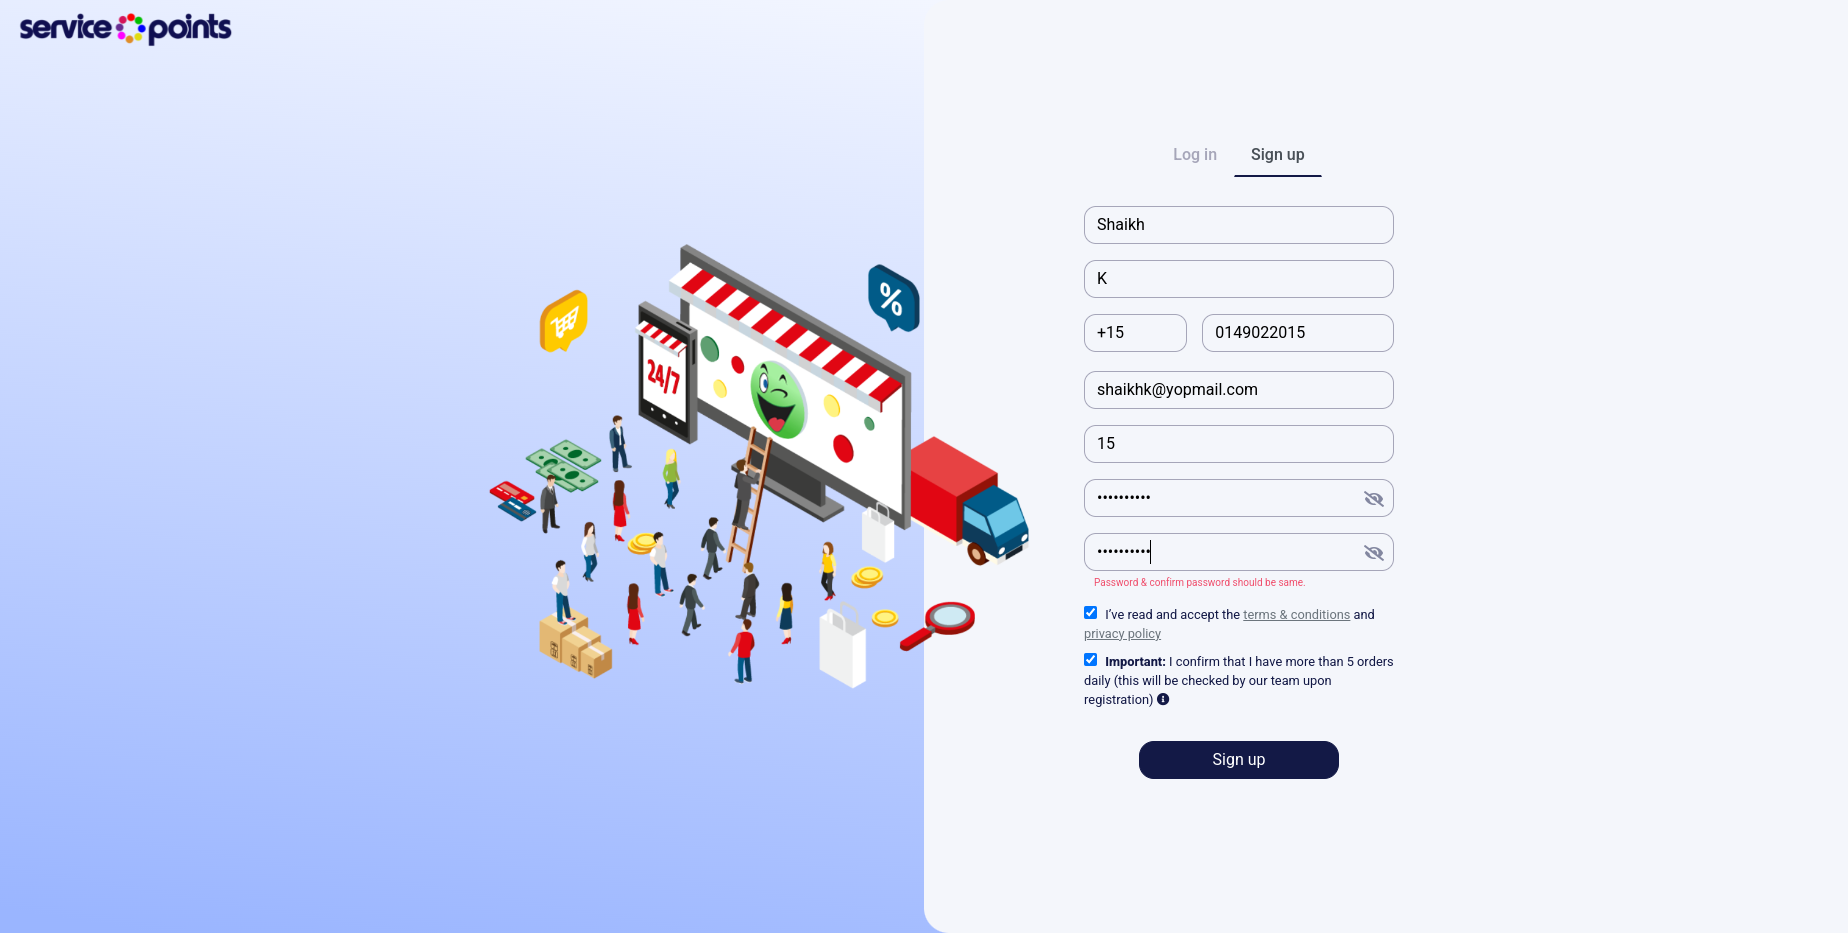 service points
Log in
Sign up
Shaikh
K
+15
0149022015
shaikhk@yopmail.com
15
••••••••••
••••••••••
Password & confirm password should be same.
I've read and accept the terms & conditions and
privacy policy
Important: I confirm that I have more than 5 orders
daily (this will be checked by our team upon
registration)
Sign up
%
24/7